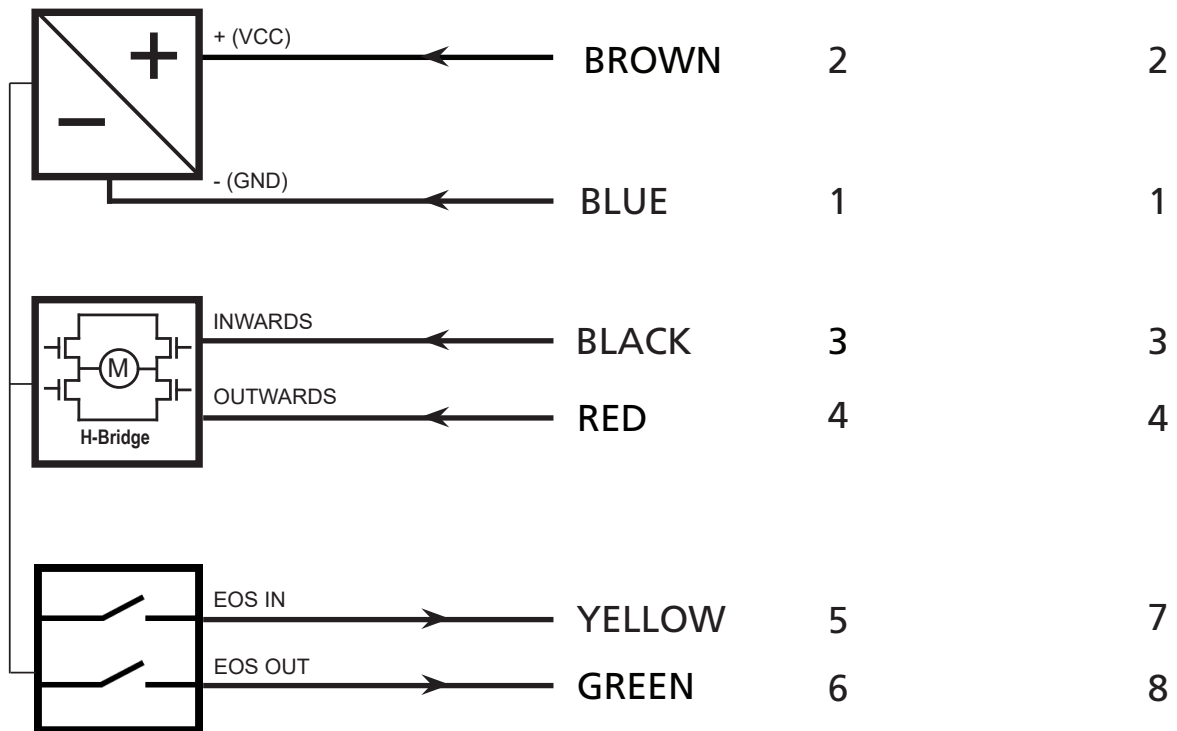 + (VCC) BROWN 2 2
- (GND) BLUE 1 1
INWARDS BLACK 3 3
M
OUTWARDS RED 4 4
H-Bridge
EOS IN YELLOW 5 7
EOS OUT GREEN 6 8